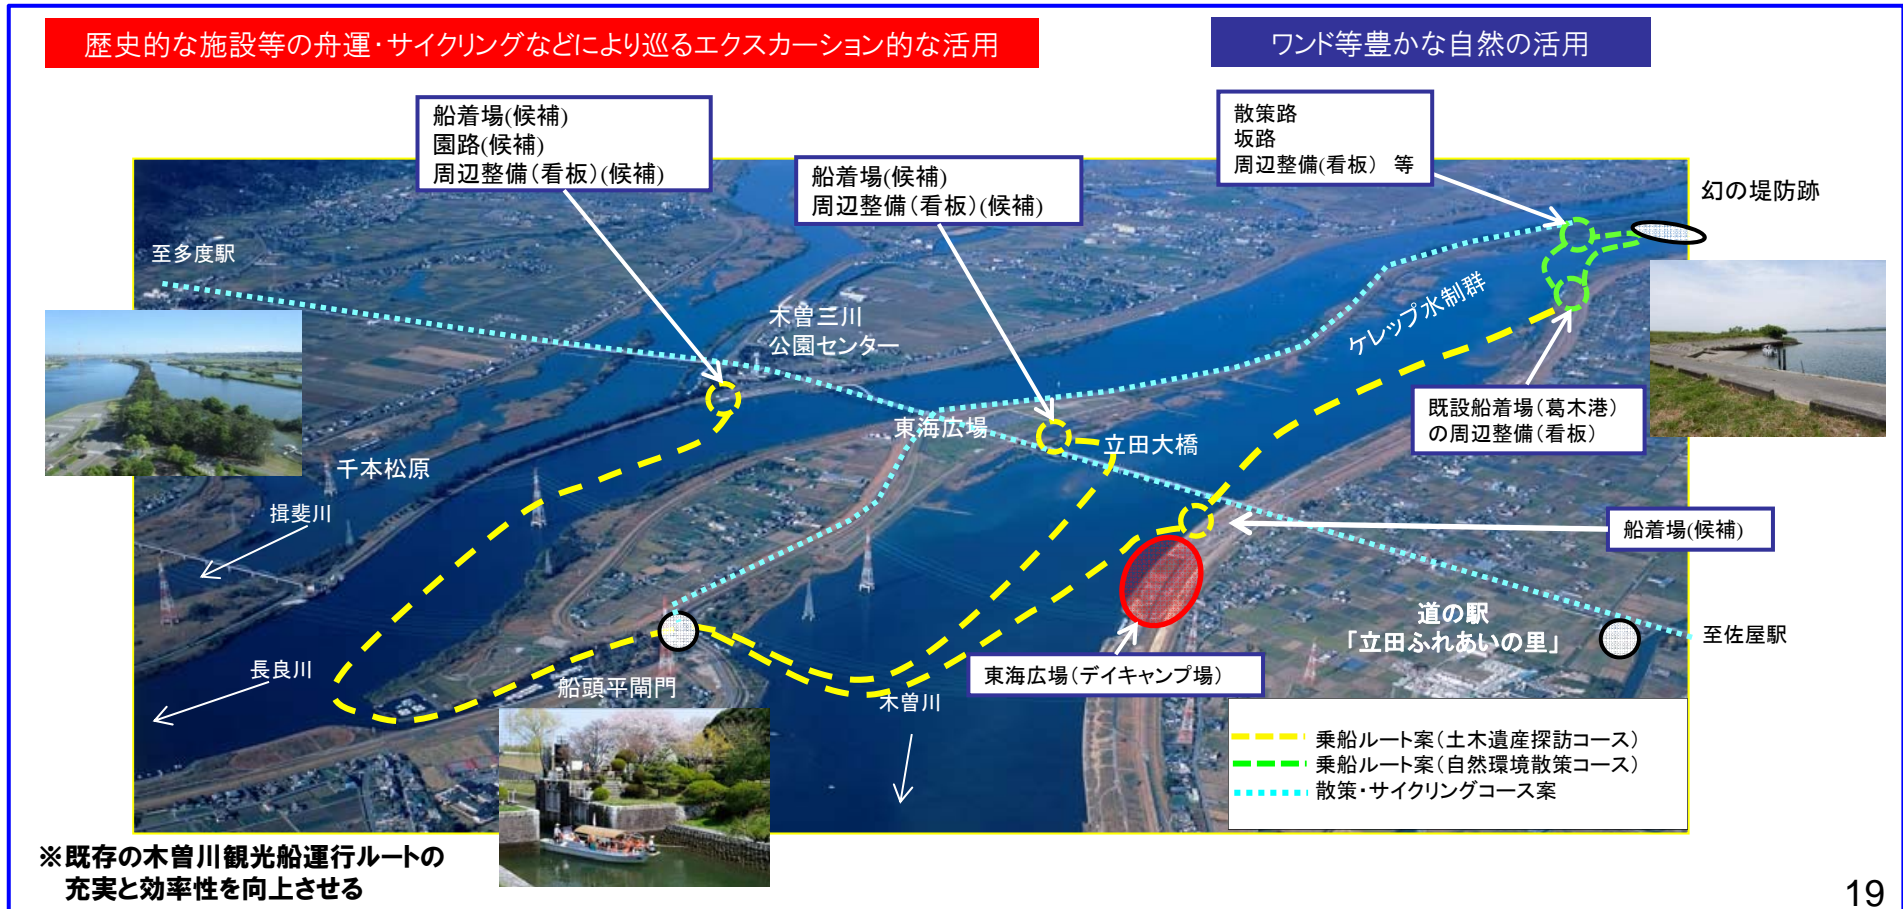 歴史的な施設等の舟運・サイクリングなどにより巡るエクスカーション的な活用
ワンド等豊かな自然の活用
船着場(候補)
園路(候補)
周辺整備(看板)(候補)
船着場(候補)
周辺整備(看板)(候補)
散策路
坂路
周辺整備(看板) 等
幻の堤防跡
至多度駅
木曽三川
公園センター
ケレップ水制群
東海広場
立田大橋
既設船着場(葛木港)
の周辺整備(看板)
千本松原
揖斐川
船着場(候補)
道の駅
「立田ふれあいの里」
至佐屋駅
長良川
船頭平閘門
木曽川
東海広場(デイキャンプ場)
乗船ルート案(土木遺産探訪コース)
乗船ルート案(自然環境散策コース)
散策・サイクリングコース案
※既存の木曽川観光船運行ルートの
充実と効率性を向上させる
19